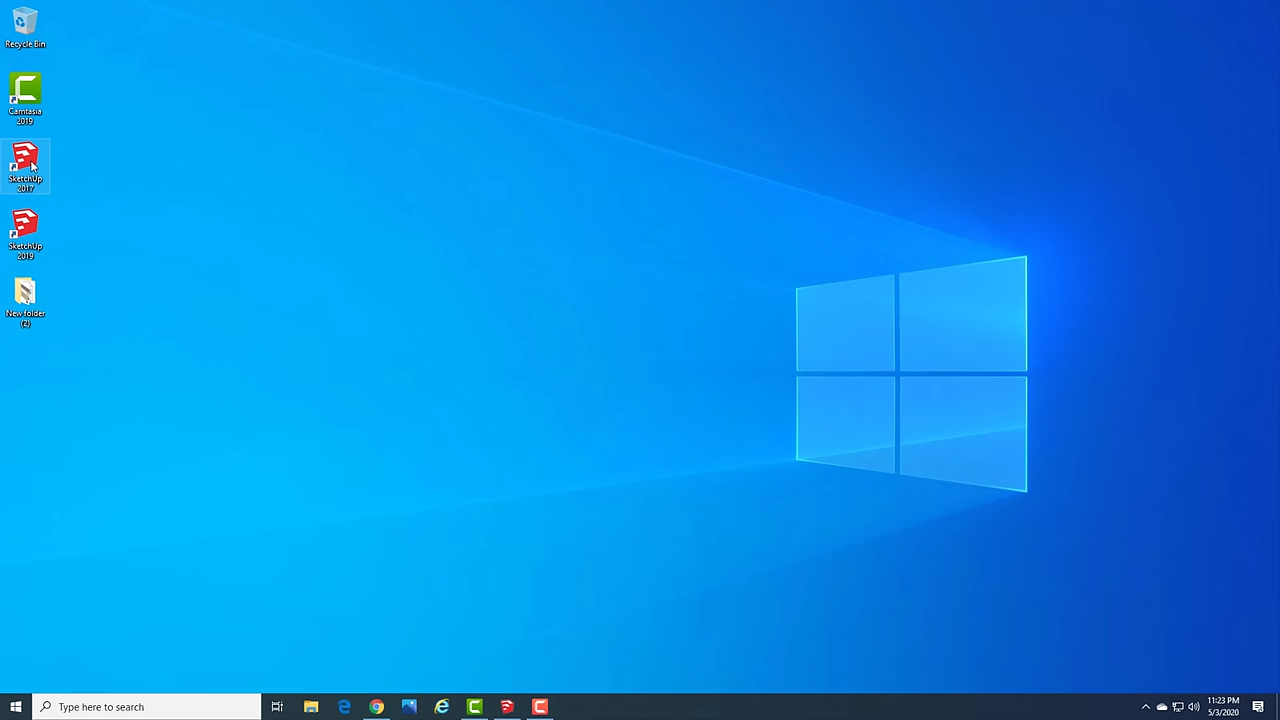 Recycle Bin
Camtasia
2019
SketchUp
2017
SketchUp
2019
New folder
(2)
Type here to search
11:23 PM
5/3/2020